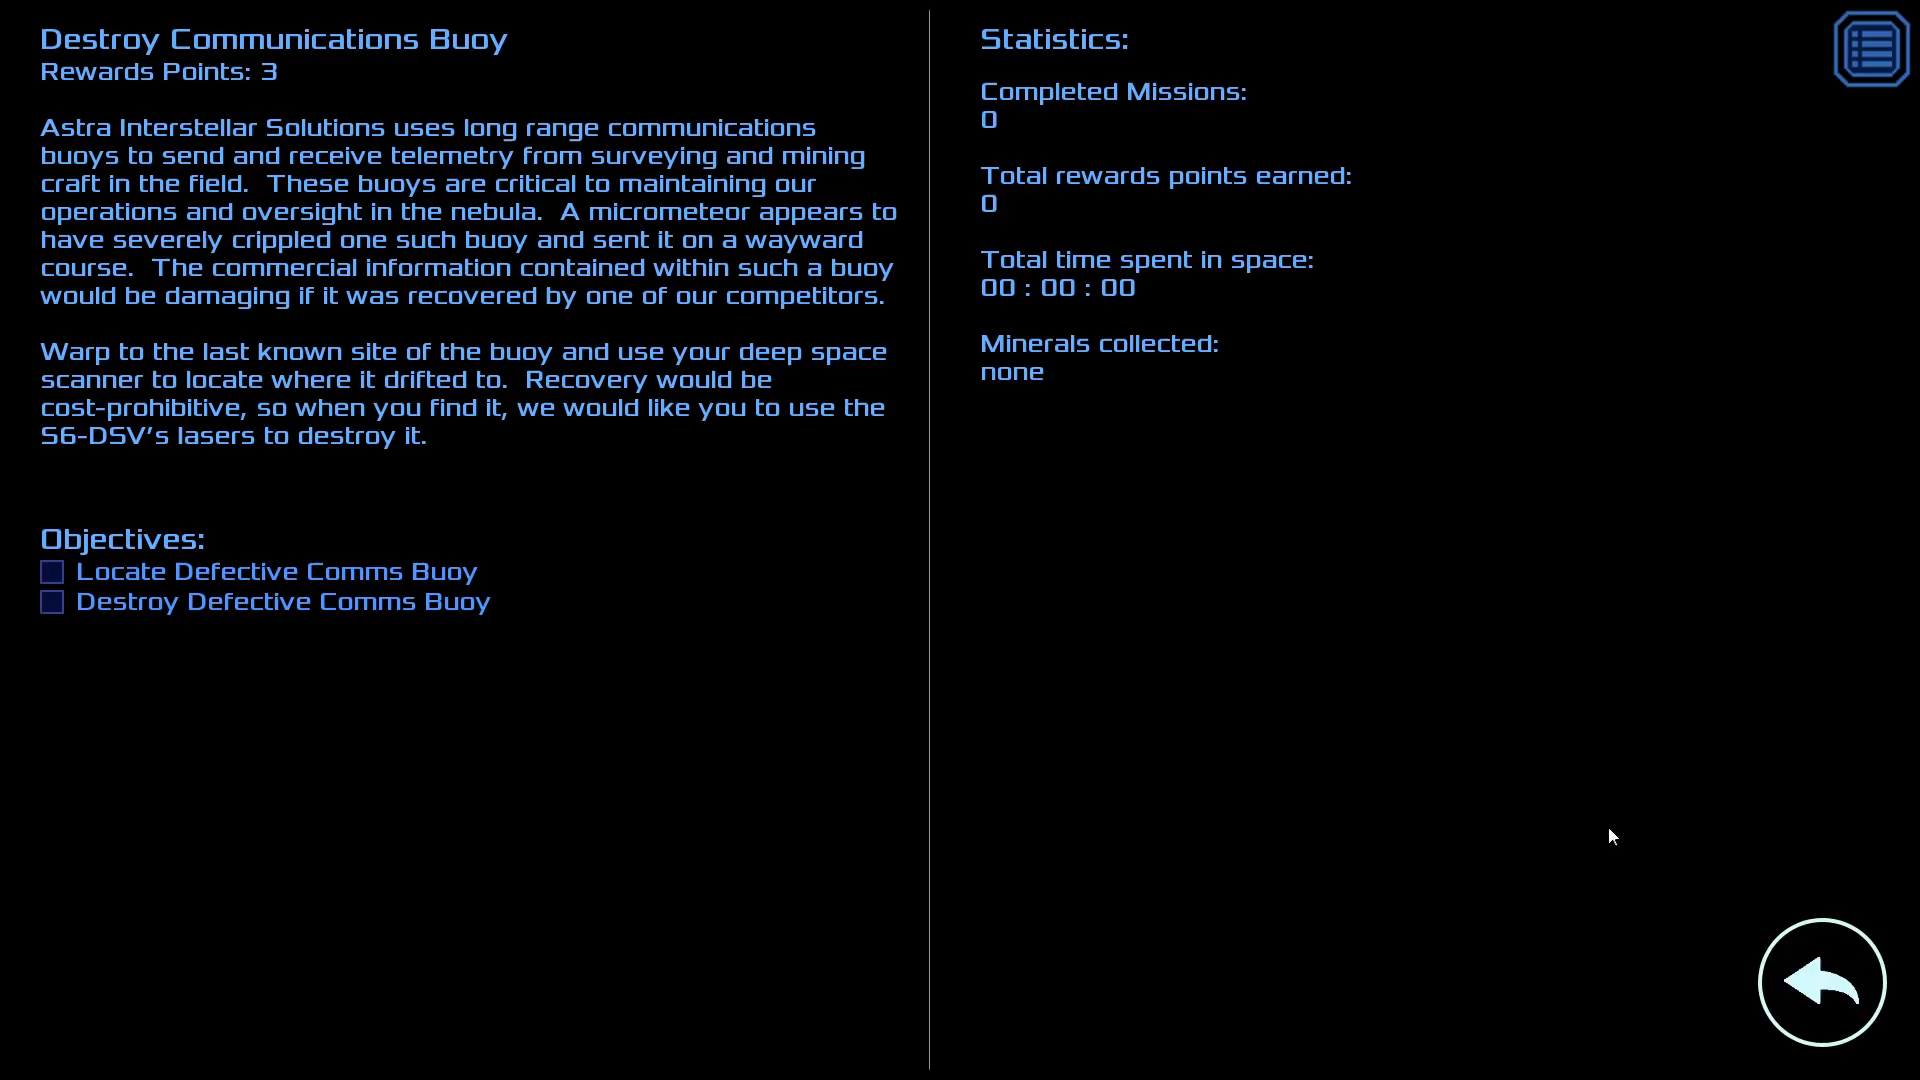 Destroy Communications Buoy
Rewards Points: 3
Astra Interstellar Solutions uses long range communications
buoys to send and receive telemetry from surveying and mining
craft in the field.  These buoys are critical to maintaining our
operations and oversight in the nebula.  A micrometeor appears to
have severely crippled one such buoy and sent it on a wayward
course.  The commercial information contained within such a buoy
would be damaging if it was recovered by one of our competitors.
Warp to the last known site of the buoy and use your deep space
scanner to locate where it drifted to.  Recovery would be
cost-prohibitive, so when you find it, we would like you to use the
S6-DSV's lasers to destroy it.
Objectives:
Locate Defective Comms Buoy
Destroy Defective Comms Buoy
Statistics:
Completed Missions:
0
Total rewards points earned:
0
Total time spent in space:
00 : 00 : 00
Minerals collected:
none